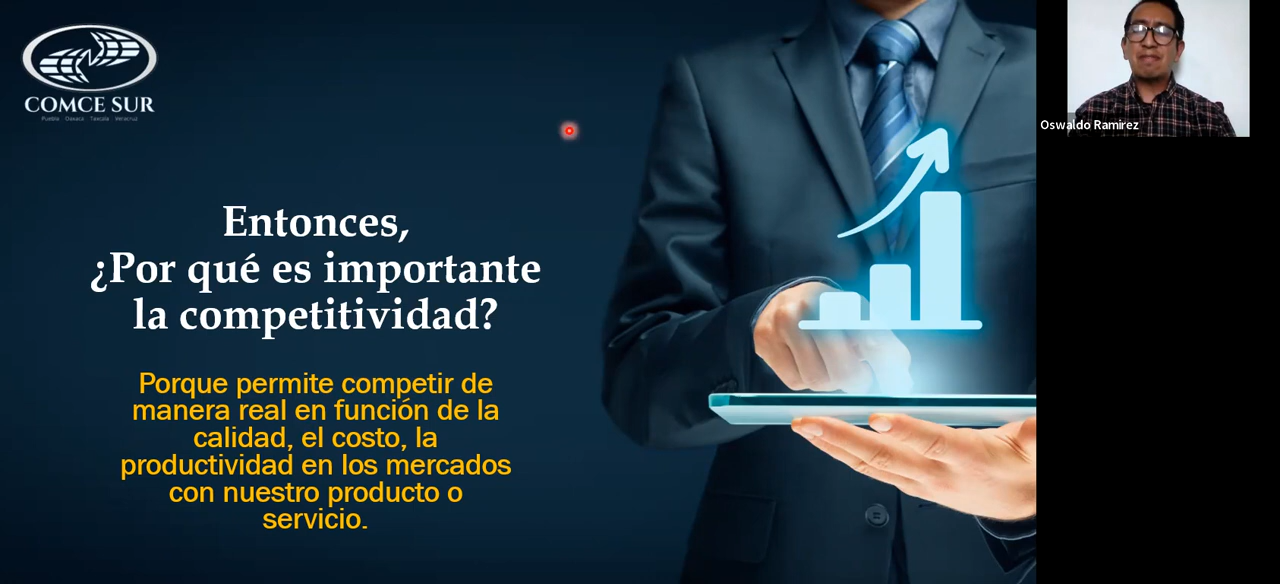 COMCE SUR
Puebla Oaxaca Tlaxcala Veracruz
Entonces,
¿Por qué es importante
la competitividad?
Porque permite competir de
manera real en función de la
calidad, el costo, la
productividad en los mercados
con nuestro producto o
servicio.
Oswaldo Ramirez